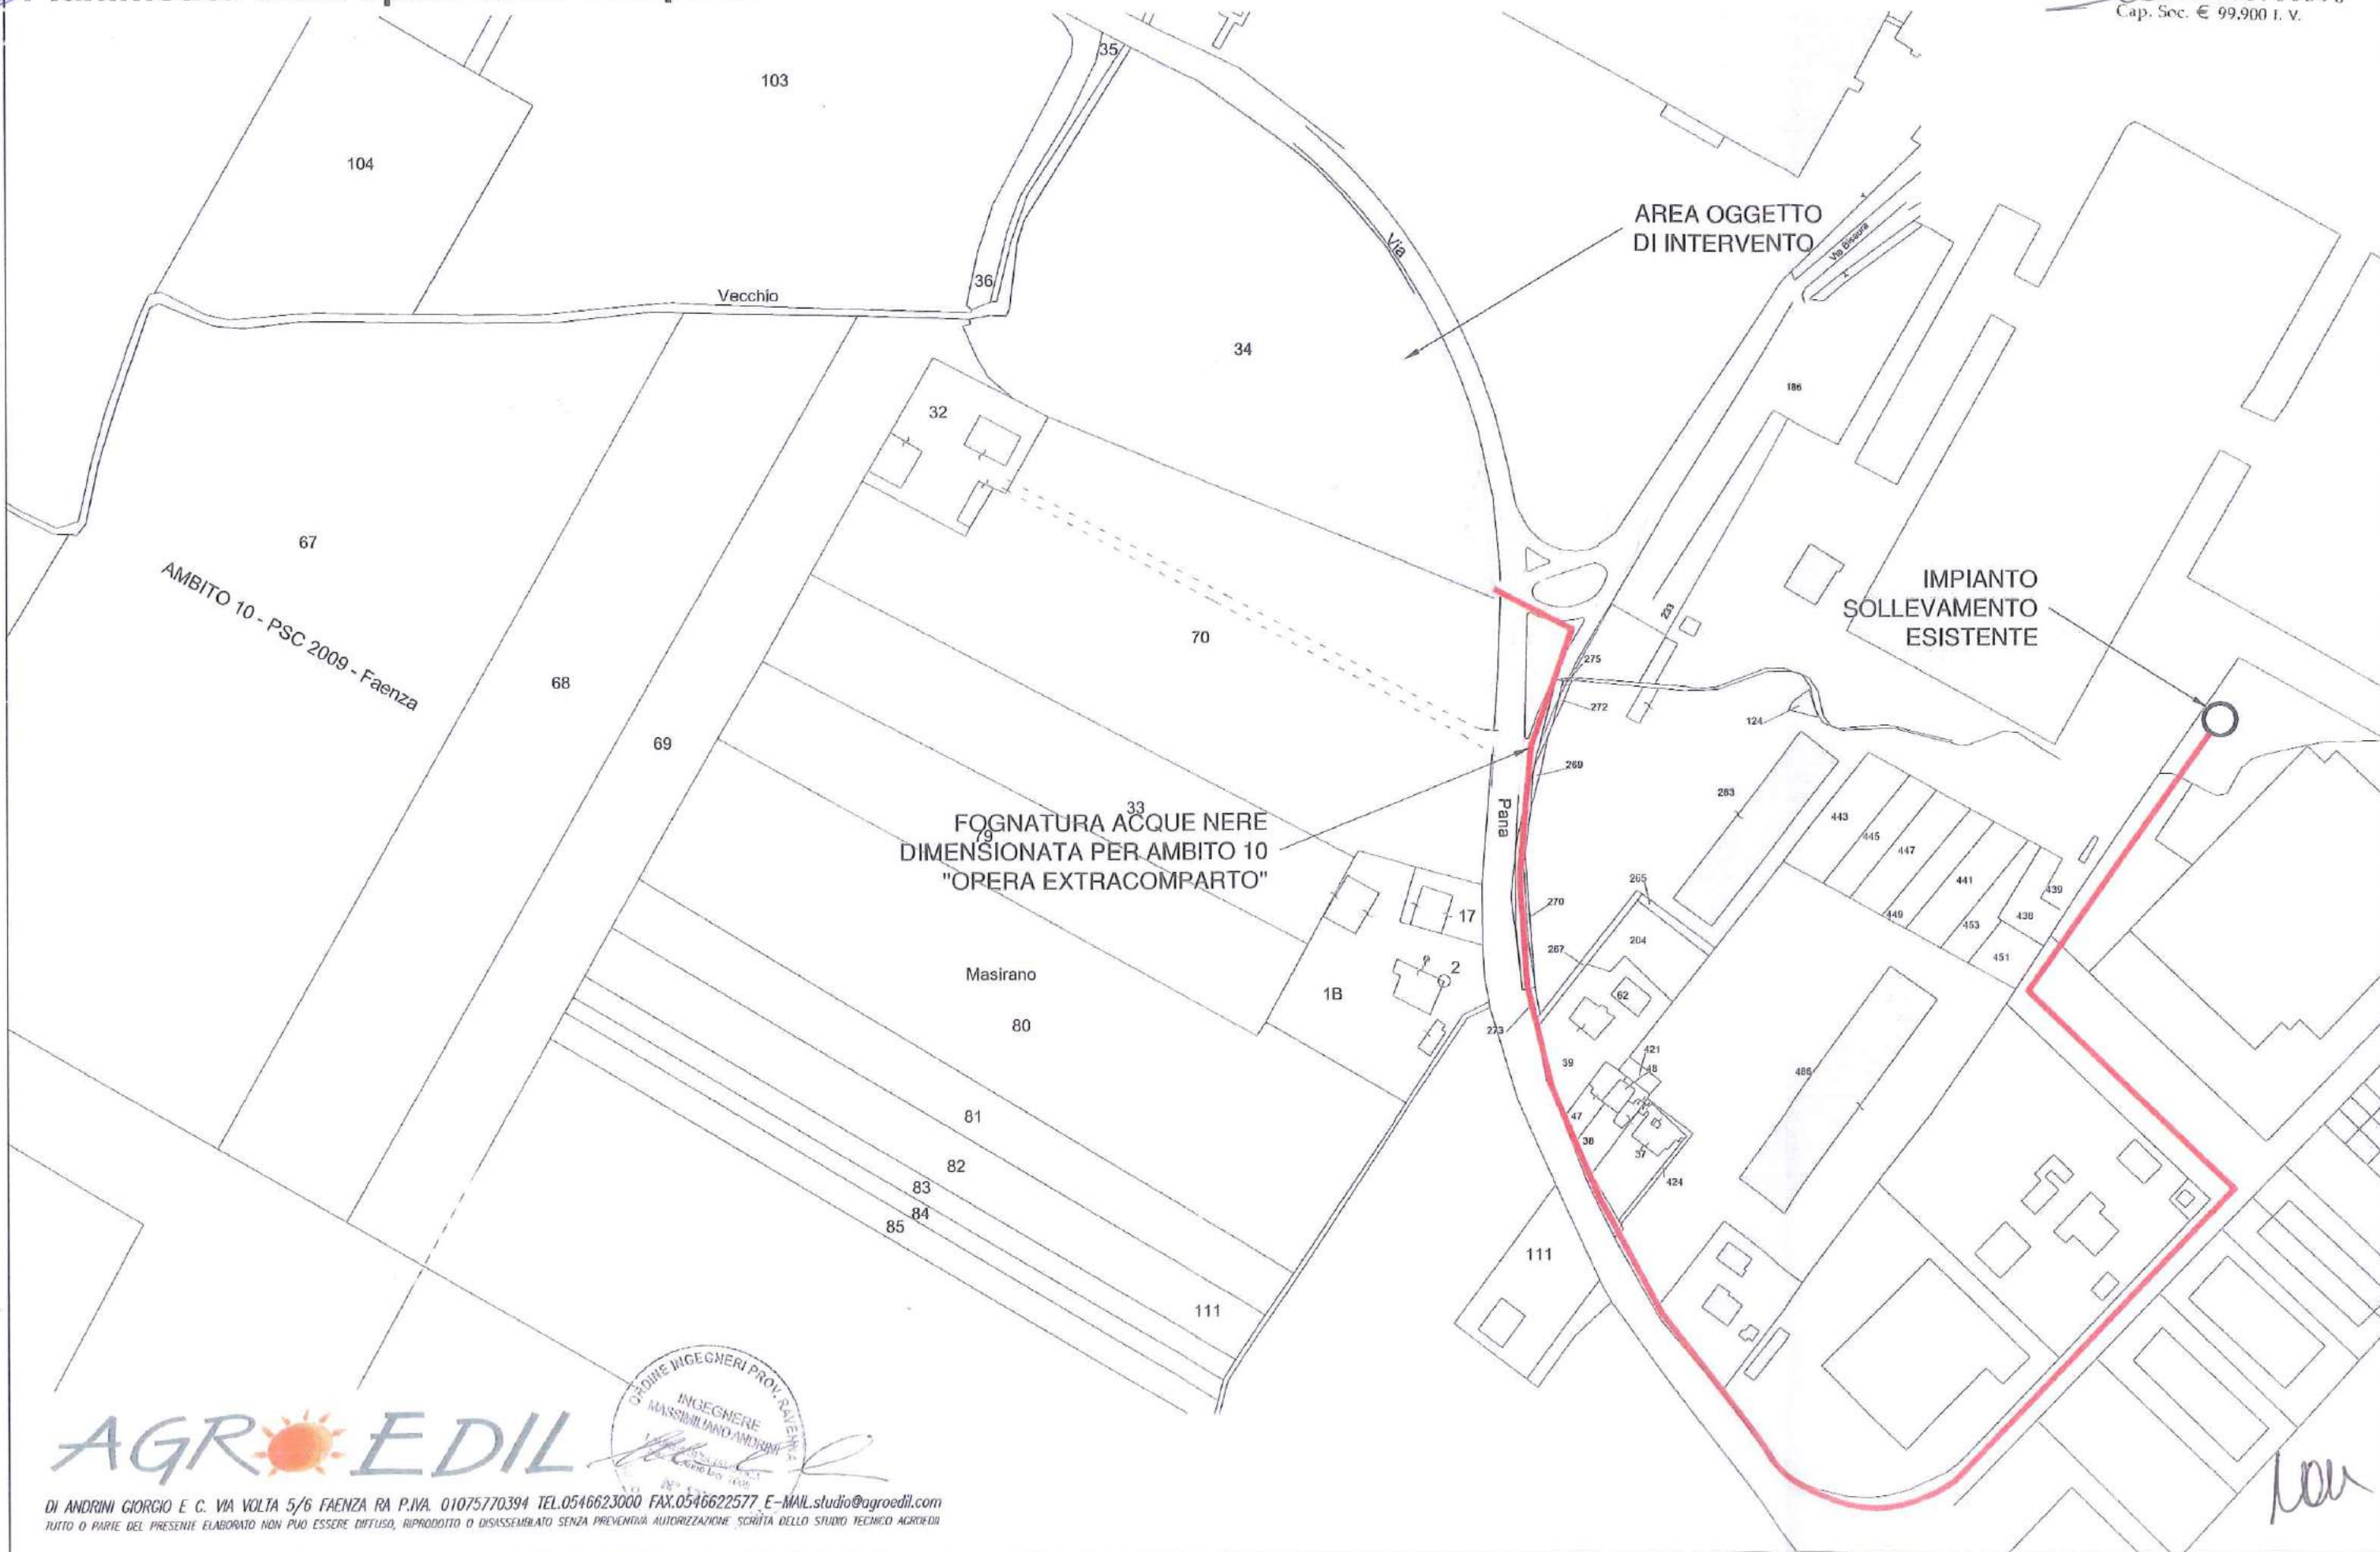 Cap. Soc. € 99.900 I. V.
35
103
104
AREA OGGETTO
DI INTERVENTO
Via
Via Bisaura
36
Vecchio
34
186
32
67
AMBITO 10 - PSC 2009 - Faenza
IMPIANTO
SOLLEVAMENTO
ESISTENTE
233
70
275
68
272
124
69
269
283
Pana
33
FOGNATURA ACQUE NERE
79
DIMENSIONATA PER AMBITO 10
"OPERA EXTRACOMPARTO"
443
445
447
441
439
449
453
438
451
265
270
17
267
204
Masirano
2
1B
62
80
273
39
421
48
486
47
38
37
424
81
82
83
84
85
111
111
ORDINE INGEGNERI PROV. RAVENNA
INGEGNERE
MASSIMILIANO ANDRINI
AGROEDIL
DI ANDRINI GIORGIO E C. VIA VOLTA 5/6 FAENZA RA P.IVA. 01075770394 TEL.0546623000 FAX.0546622577 E-MAIL.studio@agroedil.com
TUTTO O PARTE DEL PRESENTE ELABORATO NON PUO ESSERE DIFFUSO, RIPRODOTTO O DISASSEMBLATO SENZA PREVENTIVA AUTORIZZAZIONE SCRITTA DELLO STUDIO TECNICO AGROEDIL